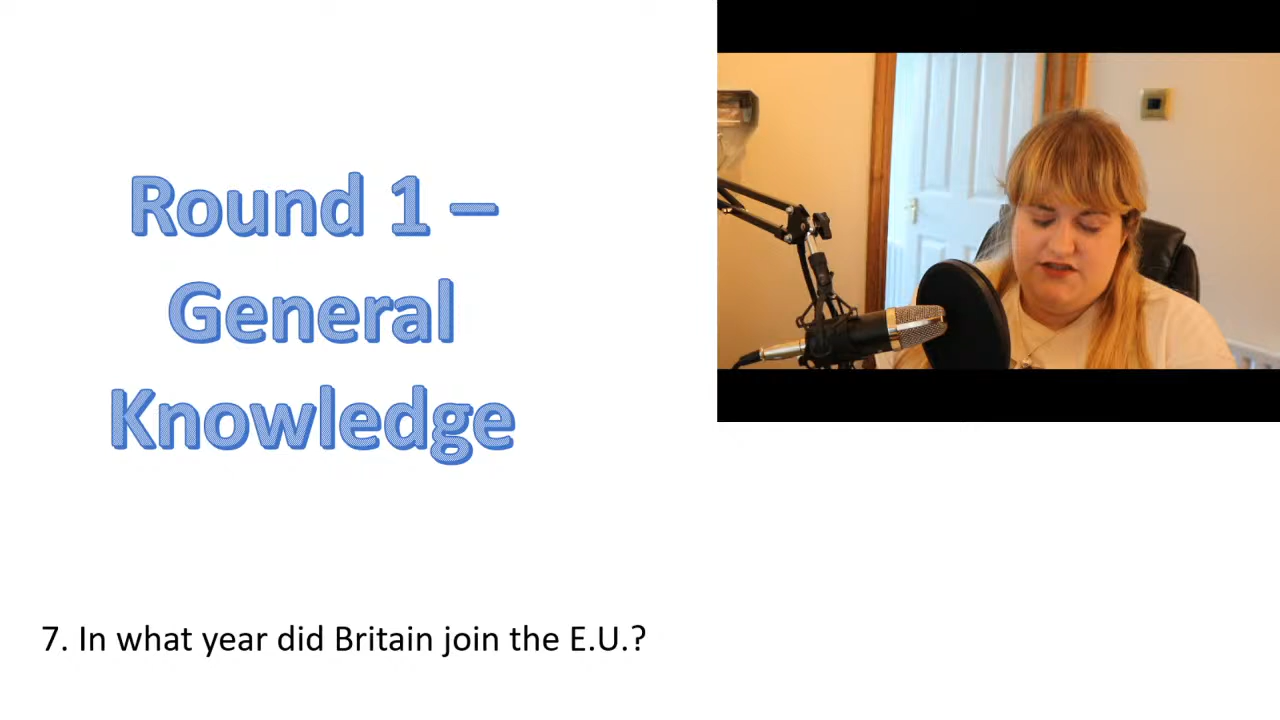 Round 1 –
General
Knowledge
7. In what year did Britain join the E.U.?